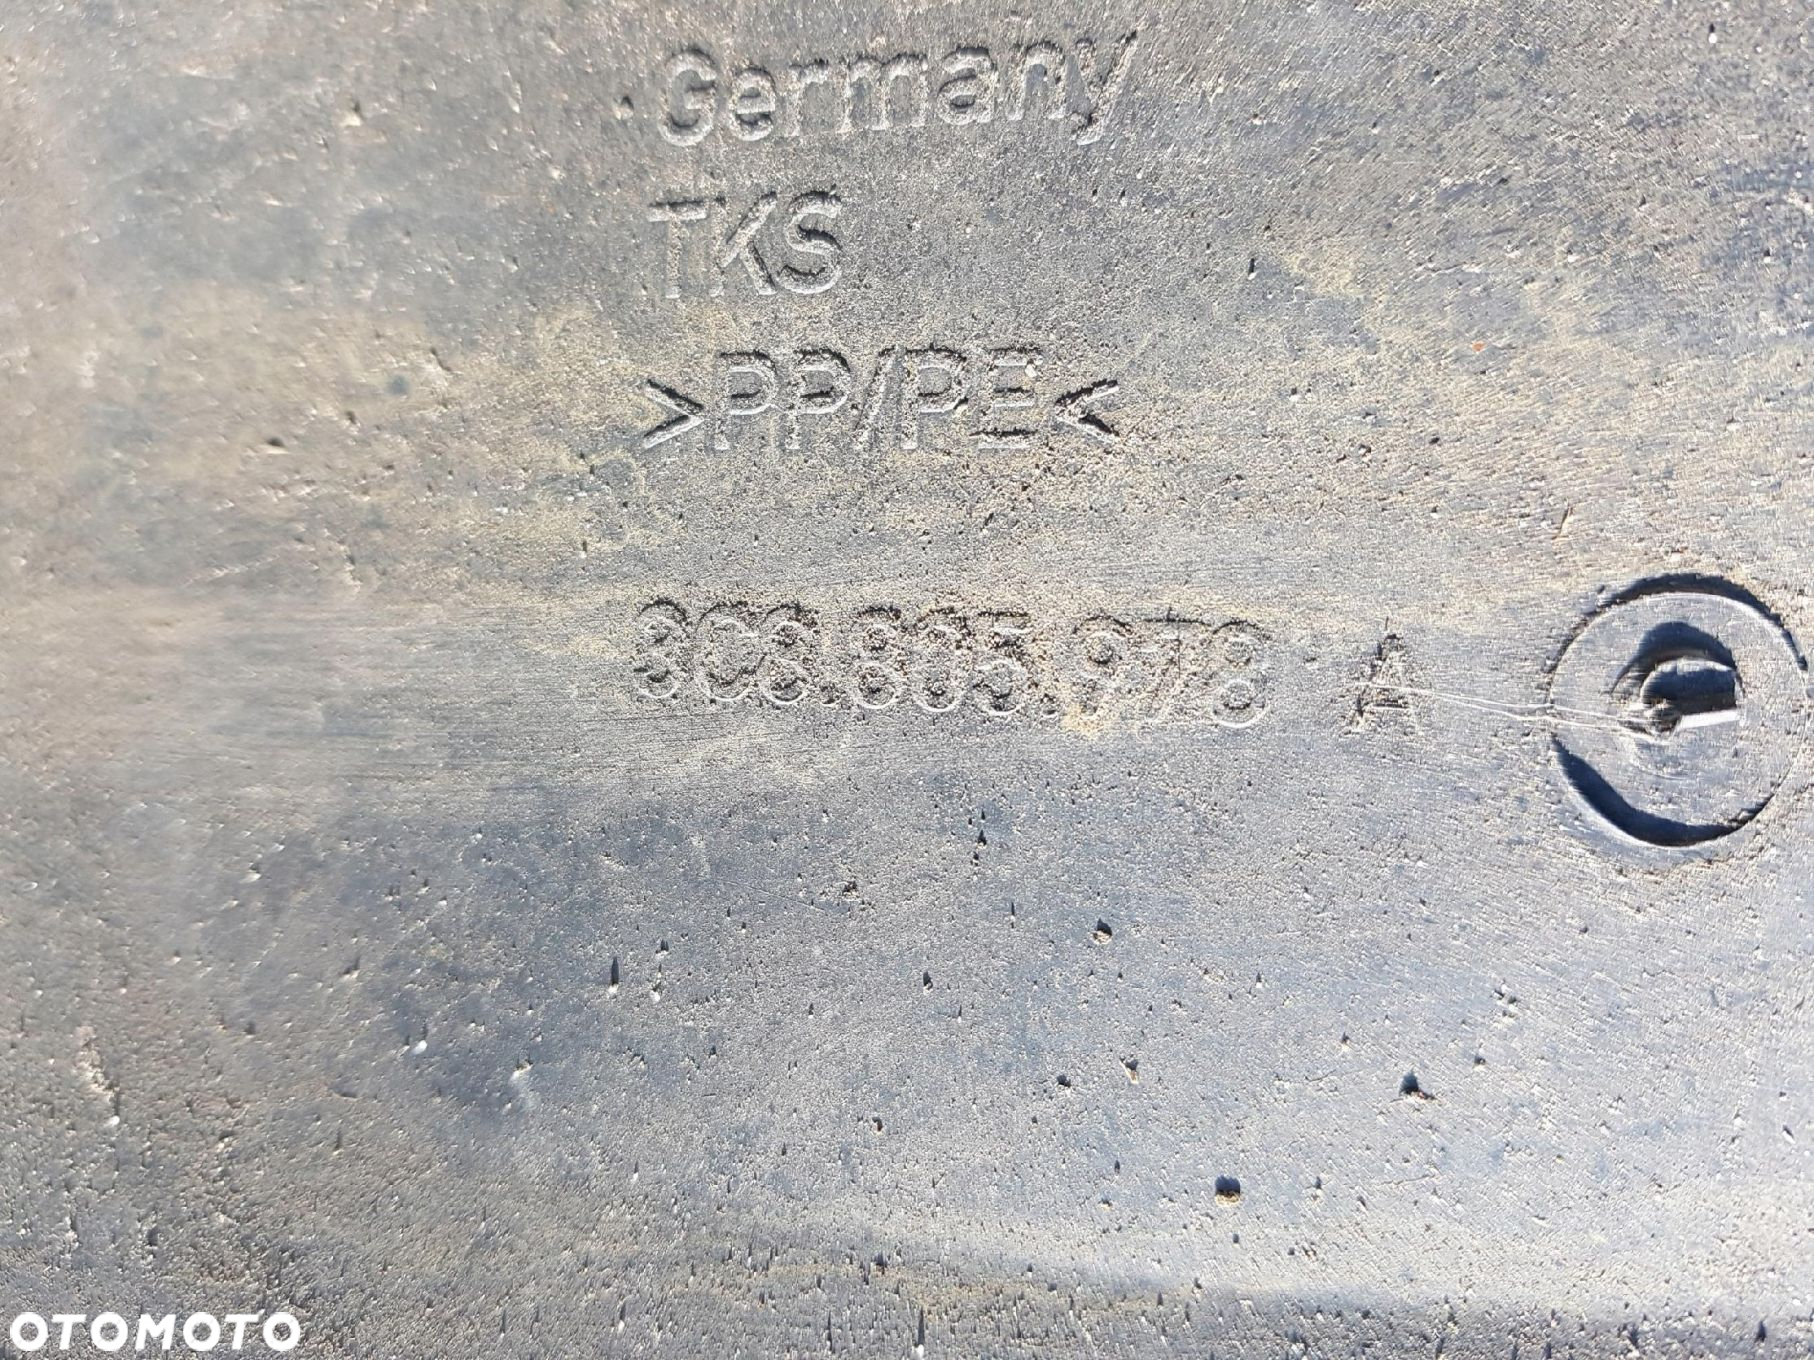 Germany
TKS
>PP/PE<
3C8.805.978 A
OTOMOTO